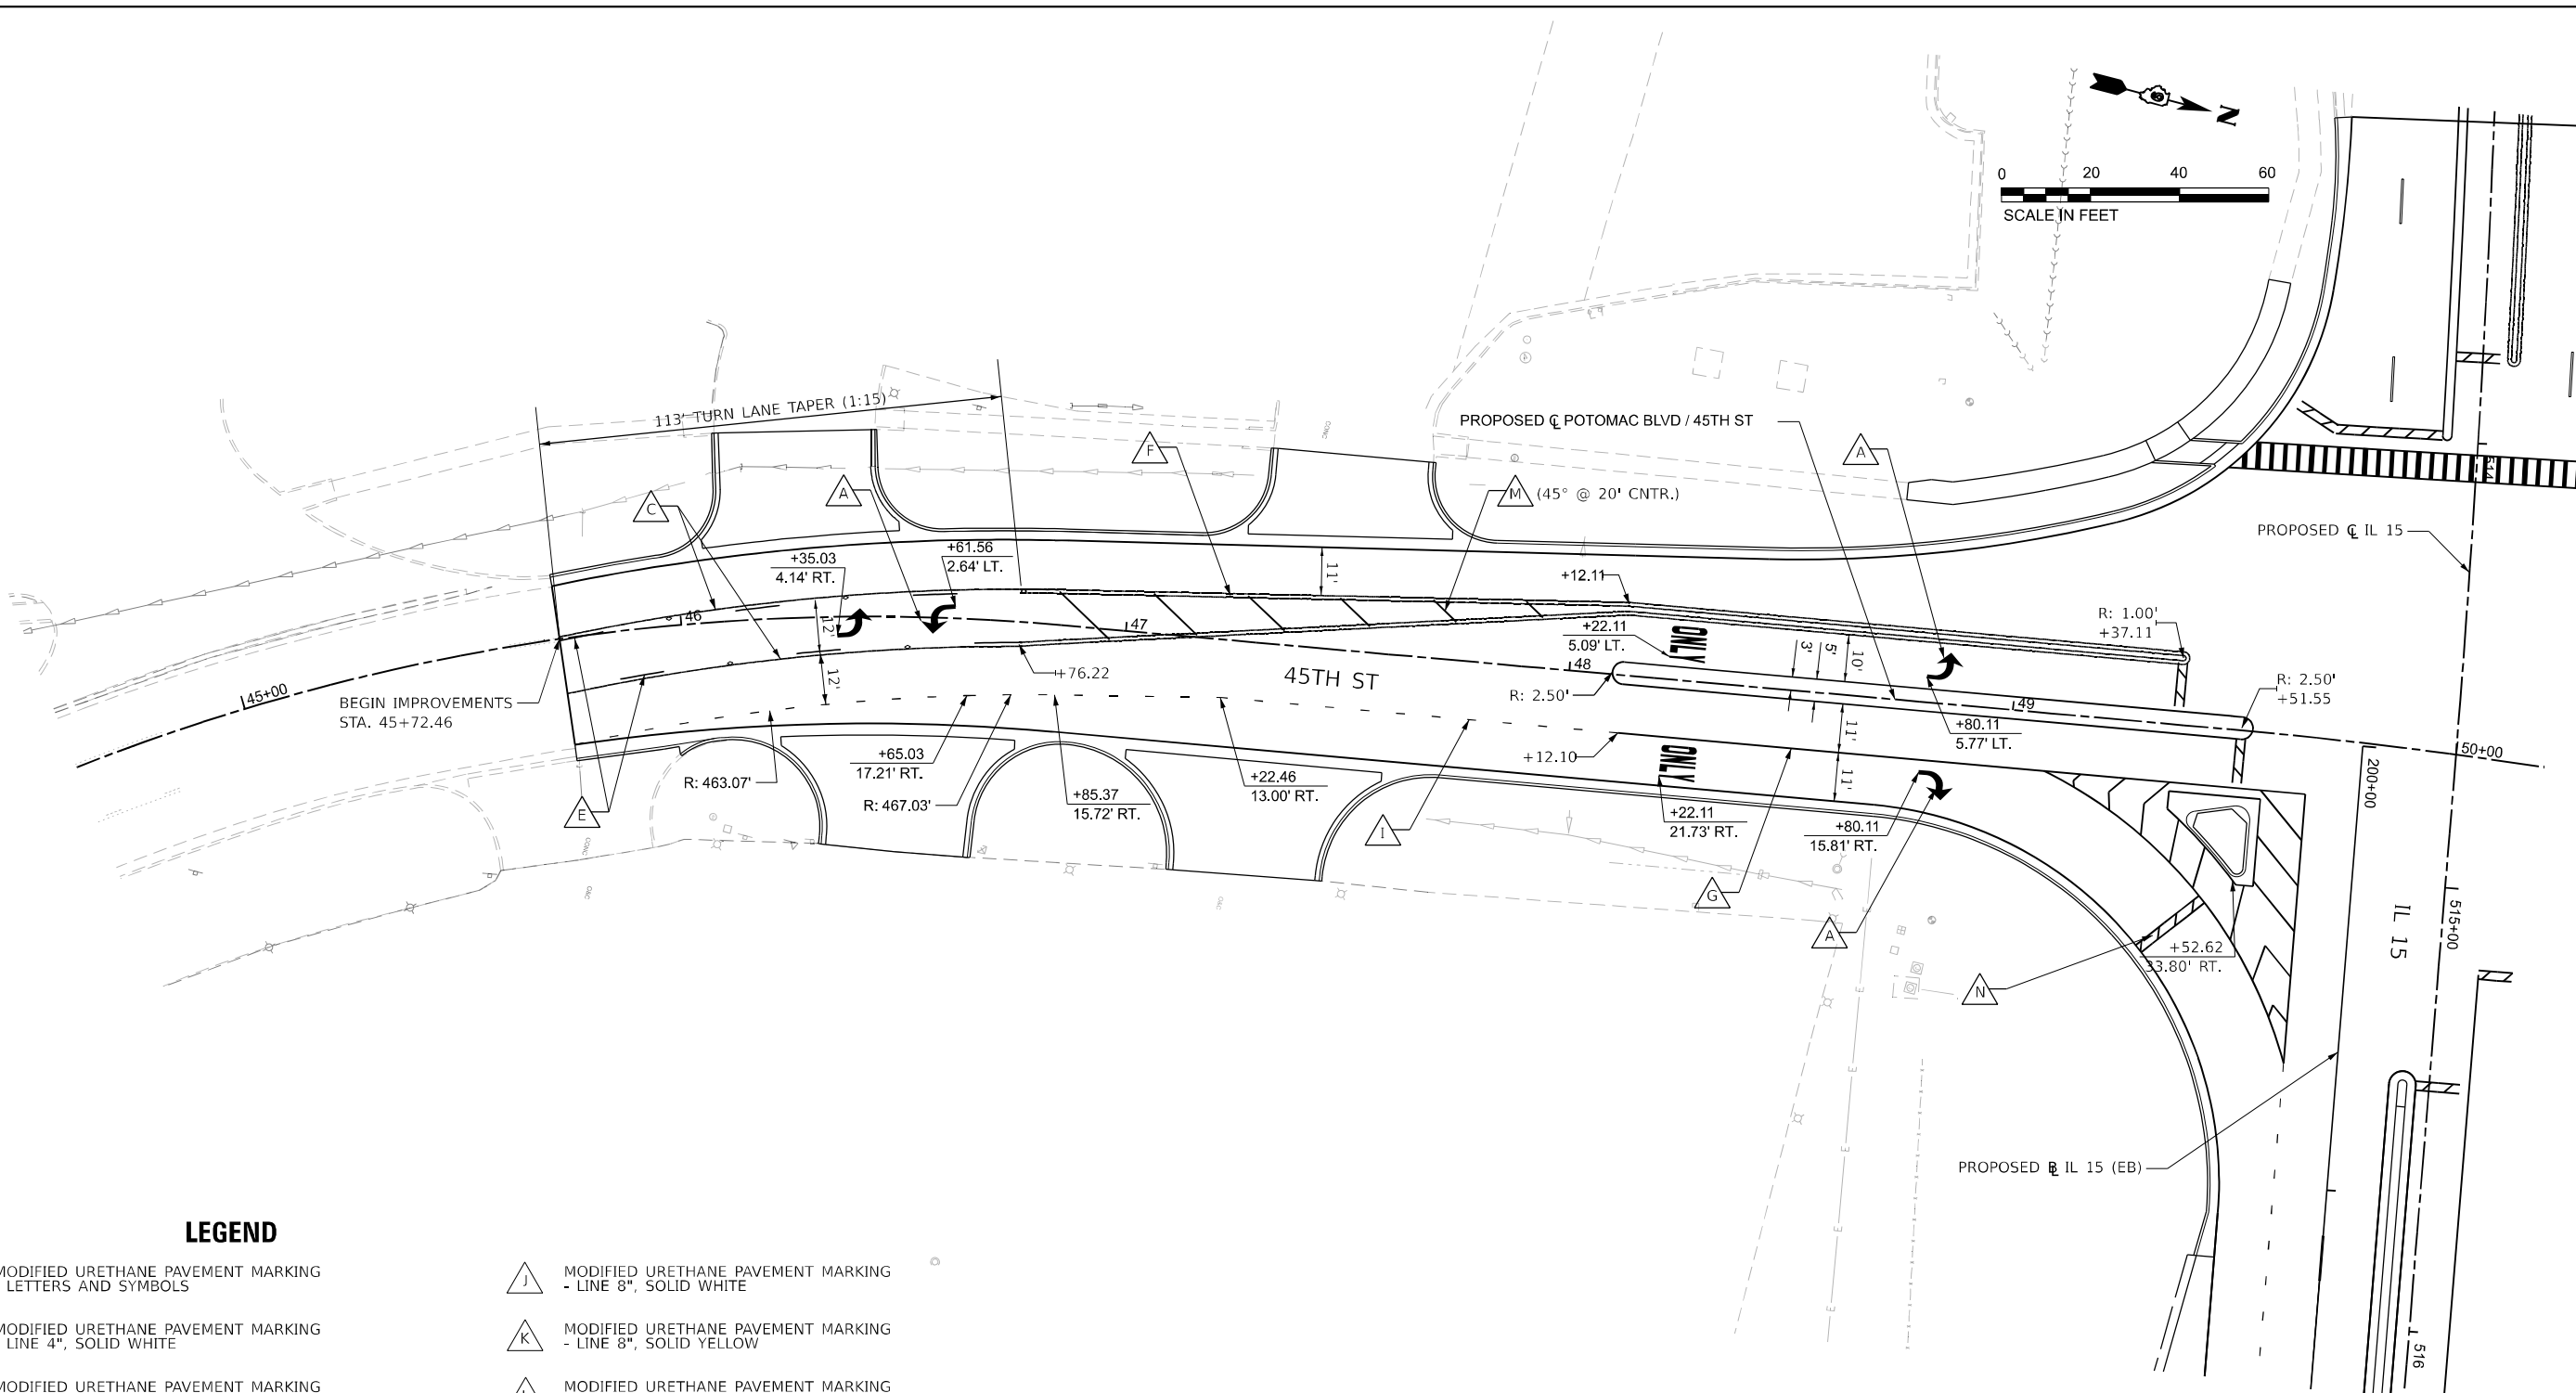 N
0 20 40 60
SCALE IN FEET
113' TURN LANE TAPER (1:15)
PROPOSED ℄ POTOMAC BLVD / 45TH ST
F
A
C
A
M (45° @ 20' CNTR.)
CONC
514
PROPOSED ℄ IL 15
+35.03
4.14' RT.
+61.56
2.64' LT.
11'
+12.11
R: 1.00'
+37.11
46
12'
47
+22.11
5.09' LT.
ONLY
3'
5'
10'
48
45TH ST
+76.22
45+00
12'
BEGIN IMPROVEMENTS
STA. 45+72.46
R: 2.50'
49
R: 2.50'
+51.55
+80.11
5.77' LT.
11'
50+00
+65.03
17.21' RT.
R: 463.07'
R: 467.03'
+85.37
15.72' RT.
+22.46
13.00' RT.
+12.10
ONLY
11'
200+00
E
I
+22.11
21.73' RT.
+80.11
15.81' RT.
CONC
G
A
IL 15
515+00
+52.62
33.80' RT.
N
E
E
E
E
E
PROPOSED B IL 15 (EB)
516
LEGEND
MODIFIED URETHANE PAVEMENT MARKING
LETTERS AND SYMBOLS
J MODIFIED URETHANE PAVEMENT MARKING
- LINE 8", SOLID WHITE
MODIFIED URETHANE PAVEMENT MARKING
LINE 4", SOLID WHITE
K MODIFIED URETHANE PAVEMENT MARKING
- LINE 8", SOLID YELLOW
MODIFIED URETHANE PAVEMENT MARKING
MODIFIED URETHANE PAVEMENT MARKING